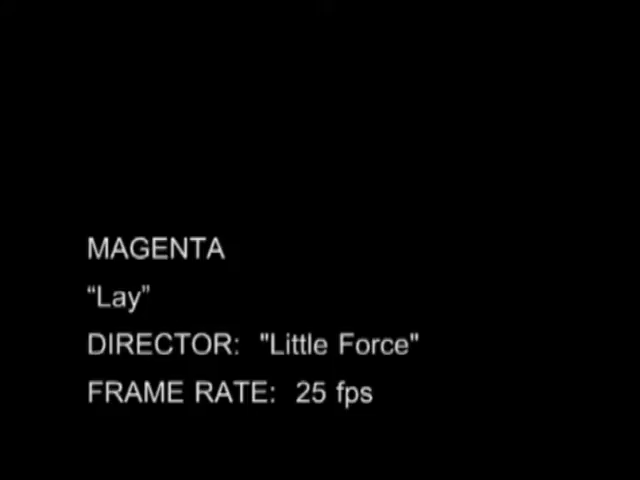 MAGENTA
“Lay”
DIRECTOR: "Little Force"
FRAME RATE: 25 fps